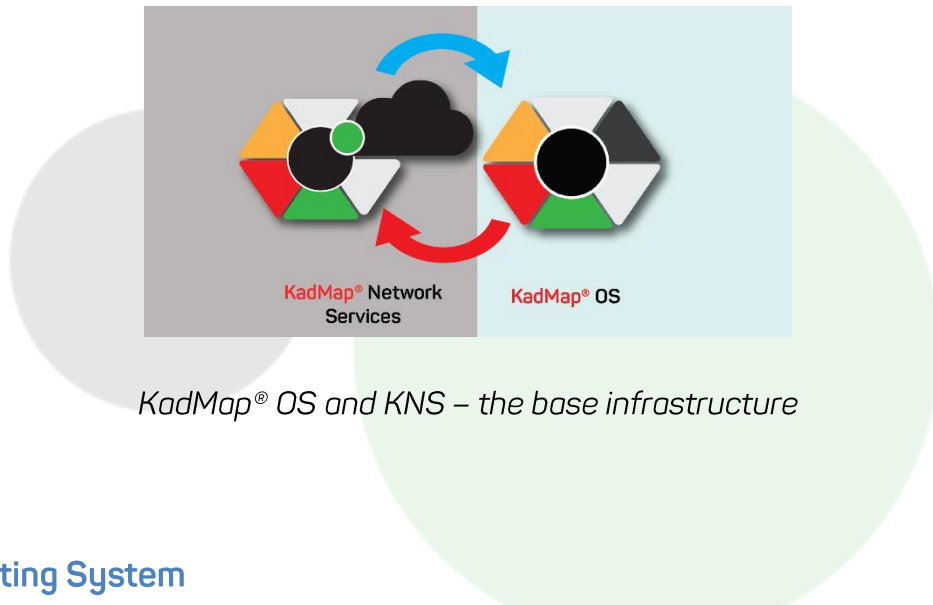 KadMap® Network
Services
KadMap® OS
KadMap® OS and KNS – the base infrastructure
ting System